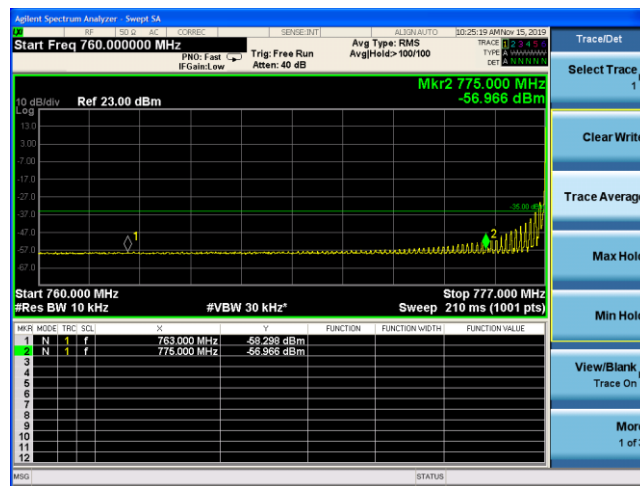 Agilent Spectrum Analyzer - Swept SA
RF 50 Ω AC CORREC SENSE:INT ALIGN AUTO 10:25:19 AM Nov 15, 2019
Start Freq 760.000000 MHz
PNO: Fast
IFGain:Low
Trig: Free Run
Atten: 40 dB
Avg Type: RMS
Avg|Hold:> 100/100
TRACE 1 2 3 4 5 6
TYPE A
DET A N N N N N
Mkr2 775.000 MHz
-56.966 dBm
10 dB/div Ref 23.00 dBm
Log
13.0
3.00
-7.00
-17.0
-27.0
-37.0
-47.0
-57.0
-67.0
-35.00 dBm
1
2
Start 760.000 MHz Stop 777.000 MHz
#Res BW 10 kHz #VBW 30 kHz* Sweep 210 ms (1001 pts)
MKR MODE TRC SCL X Y FUNCTION FUNCTION WIDTH FUNCTION VALUE
1 N 1 f 763.000 MHz -58.298 dBm
2 N 1 f 775.000 MHz -56.966 dBm
3
4
5
6
7
8
9
10
11
12
MSG STATUS
Trace/Det
Select Trace
1
Clear Write
Trace Average
Max Hold
Min Hold
View/Blank
Trace On
More
1 of